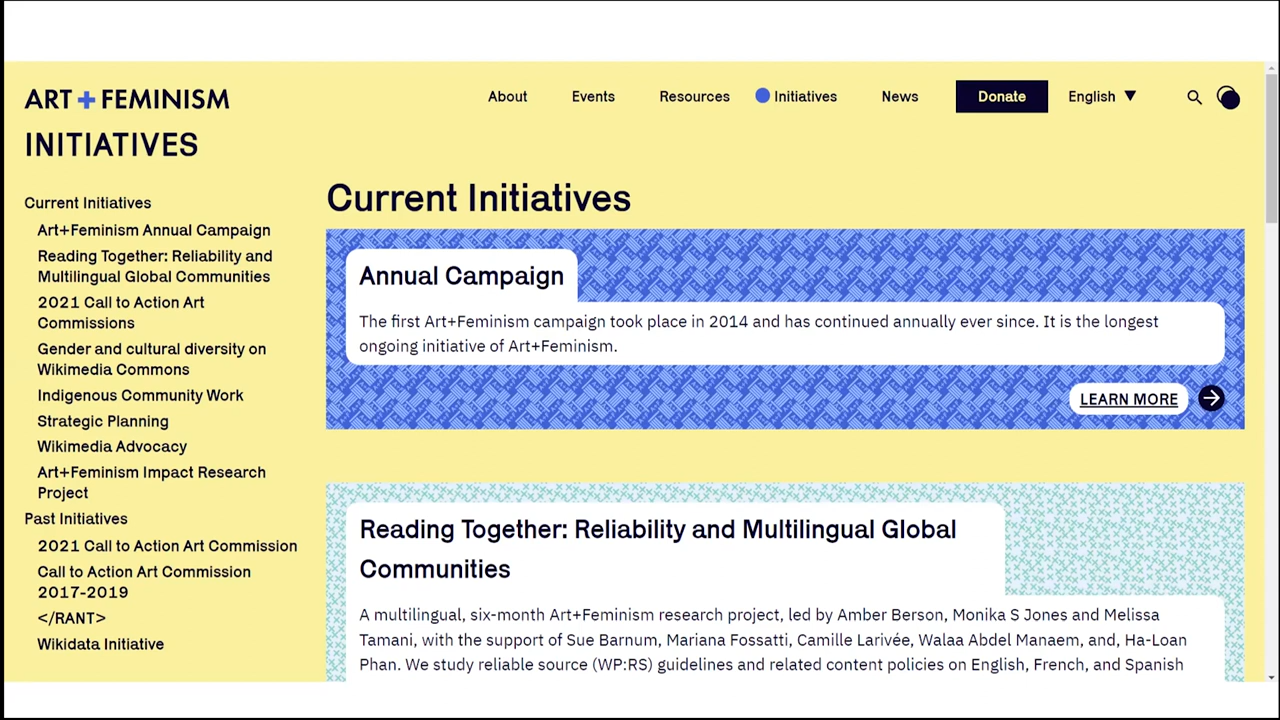 ART+FEMINISM
About Events Resources Initiatives News Donate English ▼
INITIATIVES
Current Initiatives
Art+Feminism Annual Campaign
Reading Together: Reliability and
Multilingual Global Communities
2021 Call to Action Art
Commissions
Gender and cultural diversity on
Wikimedia Commons
Indigenous Community Work
Strategic Planning
Wikimedia Advocacy
Art+Feminism Impact Research
Project
Past Initiatives
2021 Call to Action Art Commission
Call to Action Art Commission
2017-2019
</RANT>
Wikidata Initiative
Current Initiatives
Annual Campaign
The first Art+Feminism campaign took place in 2014 and has continued annually ever since. It is the longest
ongoing initiative of Art+Feminism.
LEARN MORE
Reading Together: Reliability and Multilingual Global
Communities
A multilingual, six-month Art+Feminism research project, led by Amber Berson, Monika S Jones and Melissa
Tamani, with the support of Sue Barnum, Mariana Fossatti, Camille Larivée, Walaa Abdel Manaem, and, Ha-Loan
Phan. We study reliable source (WP:RS) guidelines and related content policies on English, French, and Spanish